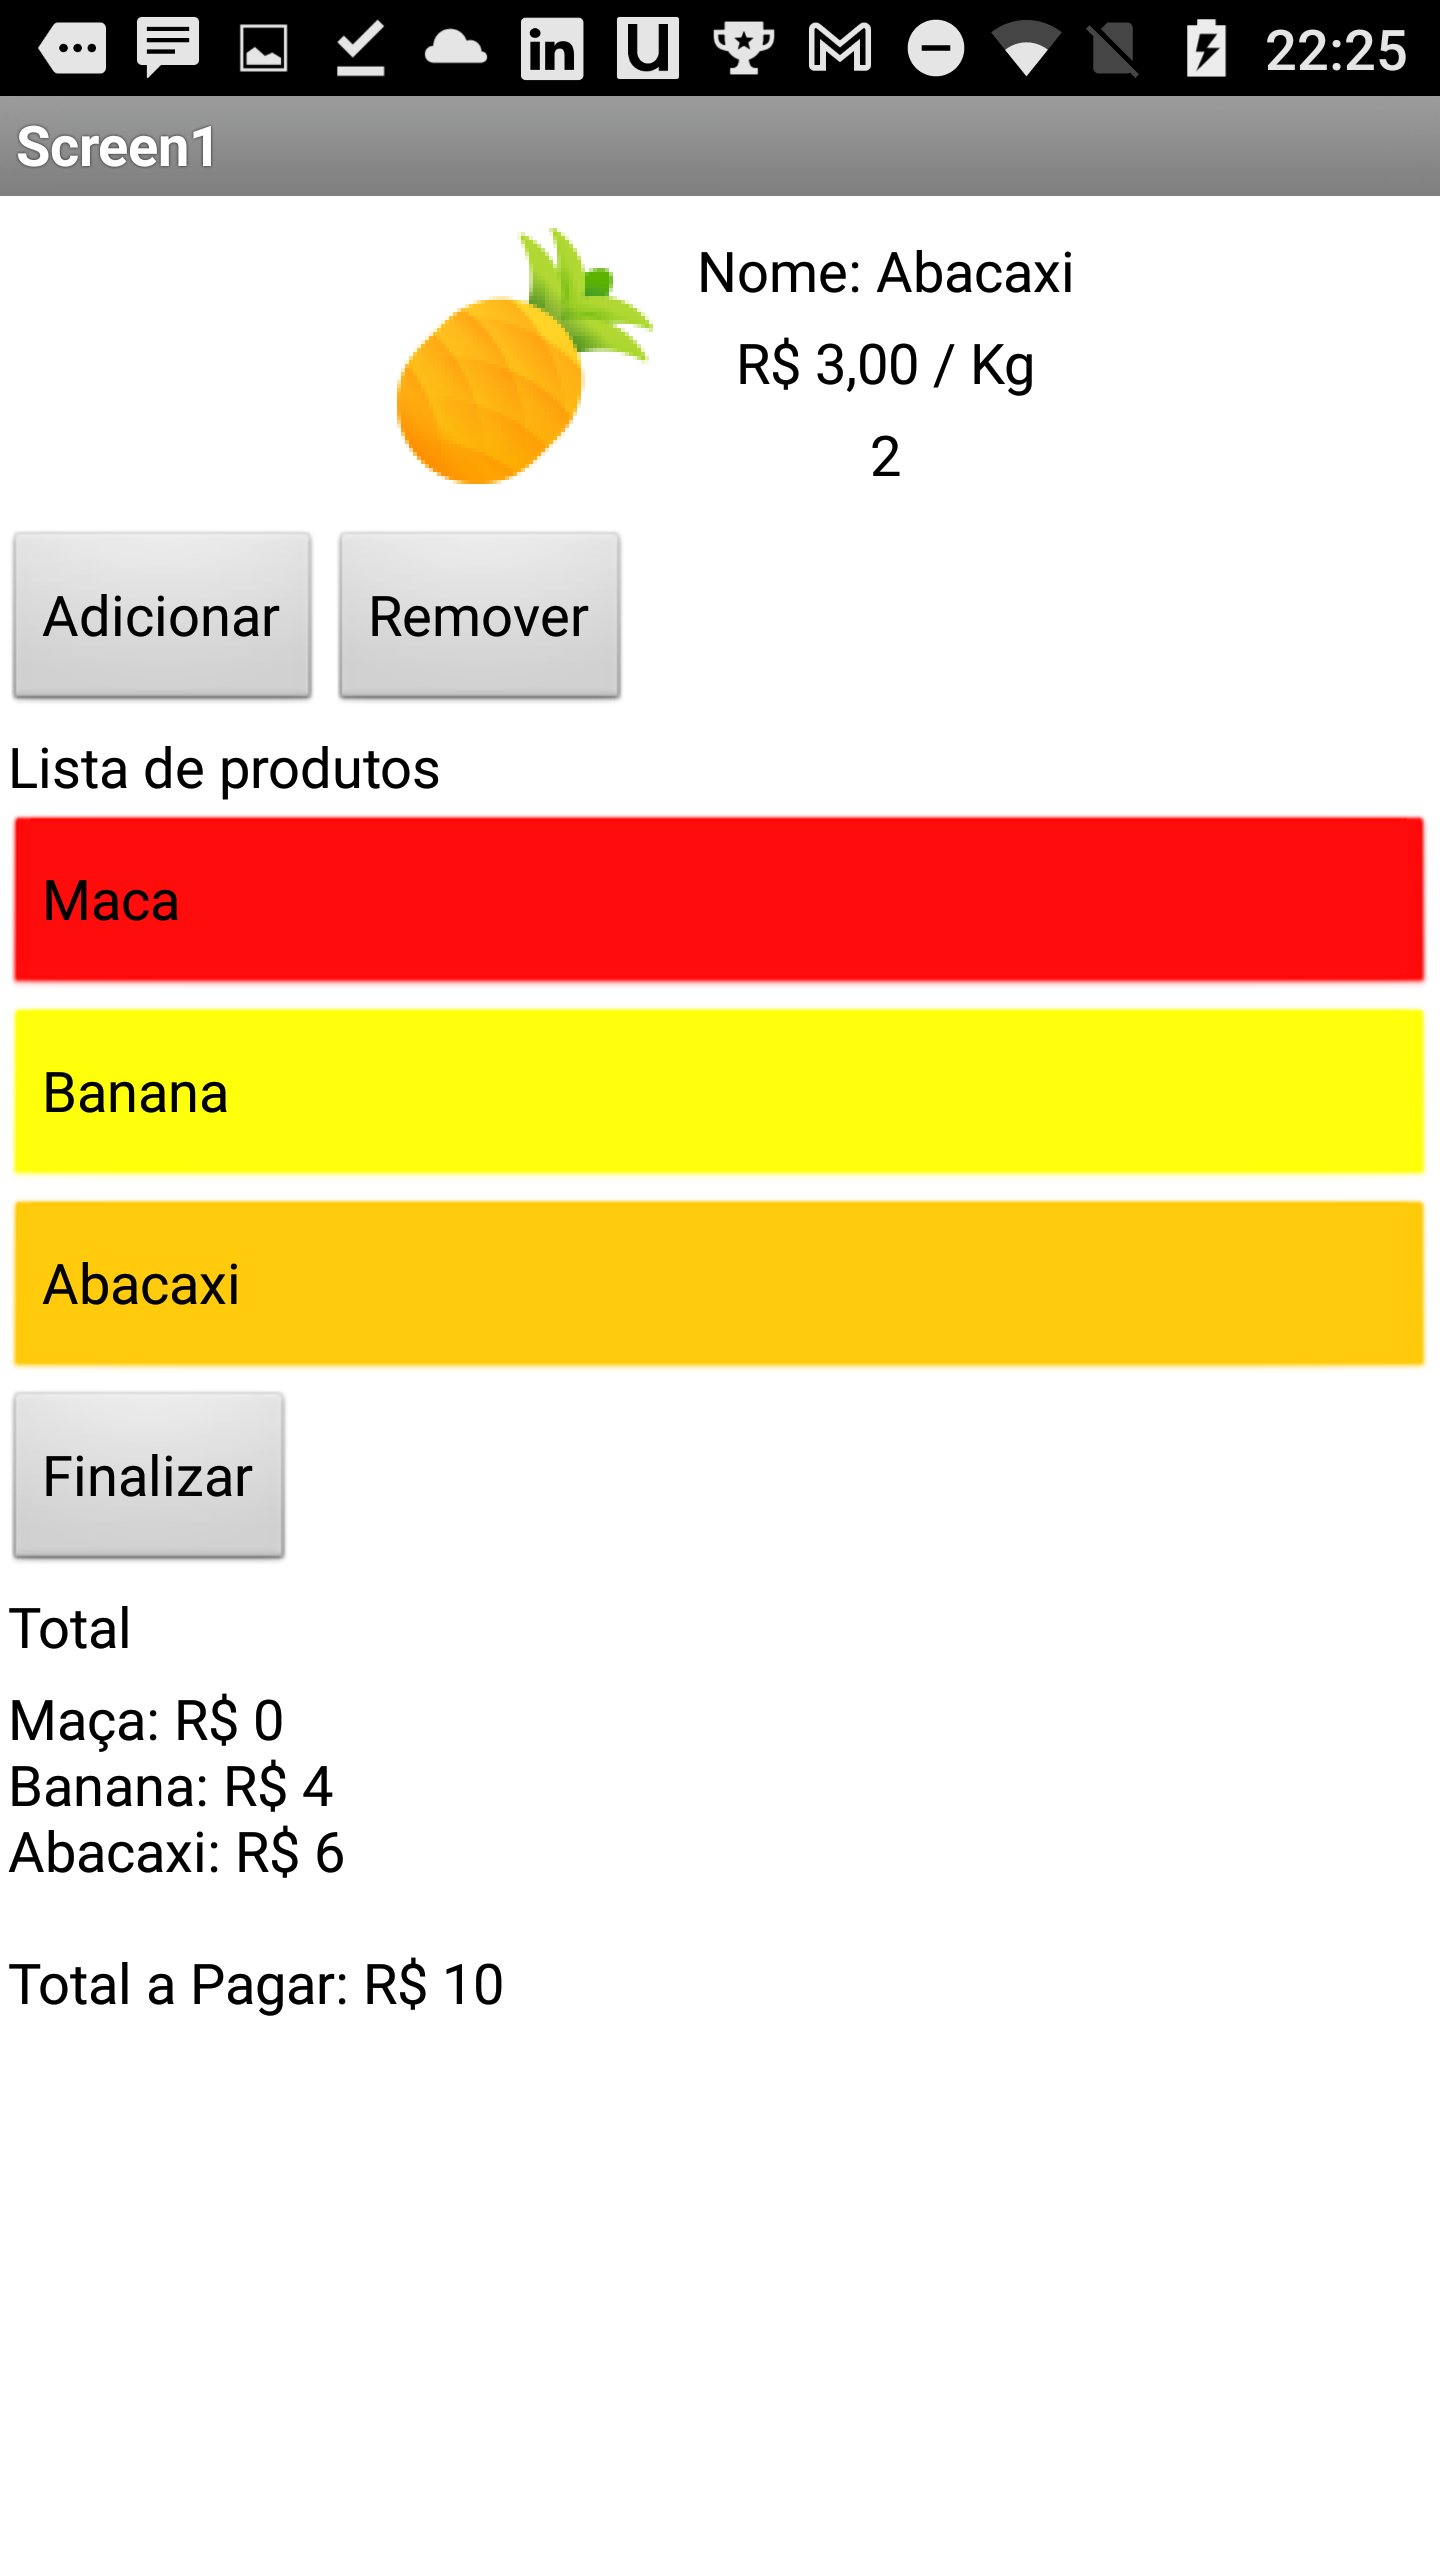 22:25
Screen1
Nome: Abacaxi
R$ 3,00 / Kg
2
Adicionar Remover
Lista de produtos
Maca
Banana
Abacaxi
Finalizar
Total
Maça: R$ 0
Banana: R$ 4
Abacaxi: R$ 6
Total a Pagar: R$ 10